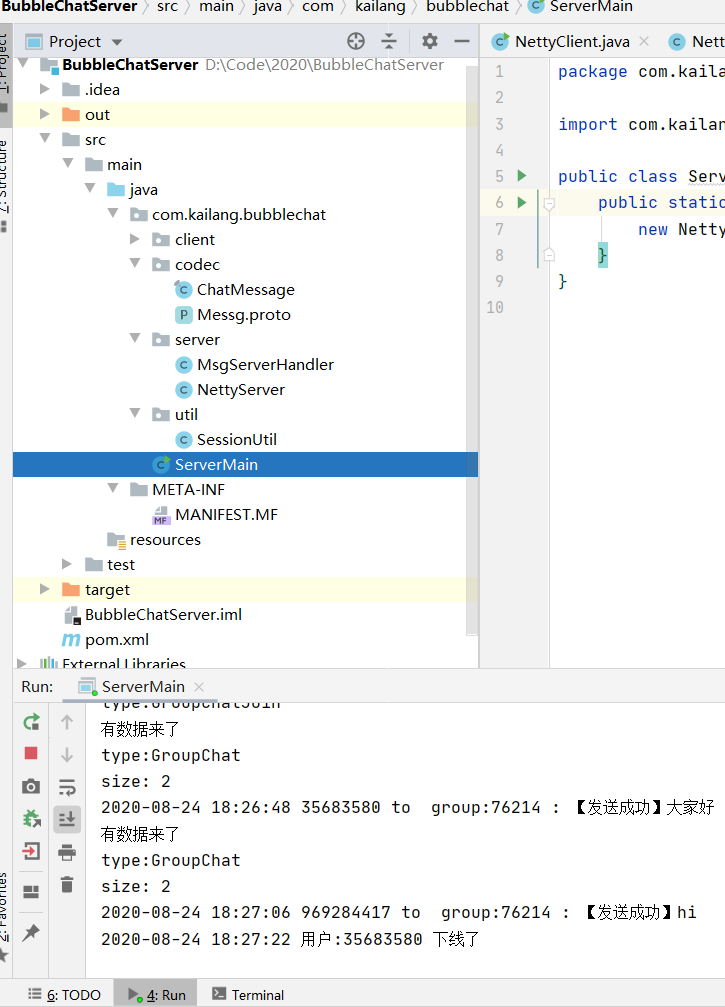 BubbleChatServer src main java com kailang bubblechat ServerMain
Project
NettyClient.java
Nett
1: Project
7: Structure
BubbleChatServer D:\Code\2020\BubbleChatServer
.idea
out
src
main
java
com.kailang.bubblechat
client
codec
ChatMessage
Messg.proto
server
MsgServerHandler
NettyServer
util
SessionUtil
ServerMain
META-INF
MANIFEST.MF
resources
test
target
BubbleChatServer.iml
pom.xml
External Libraries
1 package com.kaila
2
3 import com.kailan
4
5 public class Serv
6 public static
7 new Netty
8 }
9 }
10
Run: ServerMain
type:GroupChatJoin
有数据来了
type:GroupChat
size: 2
2020-08-24 18:26:48 35683580 to  group:76214 : 【发送成功】大家好
有数据来了
type:GroupChat
size: 2
2020-08-24 18:27:06 969284417 to  group:76214 : 【发送成功】hi
2020-08-24 18:27:22 用户:35683580 下线了
2: Favorites
6: TODO 4: Run Terminal